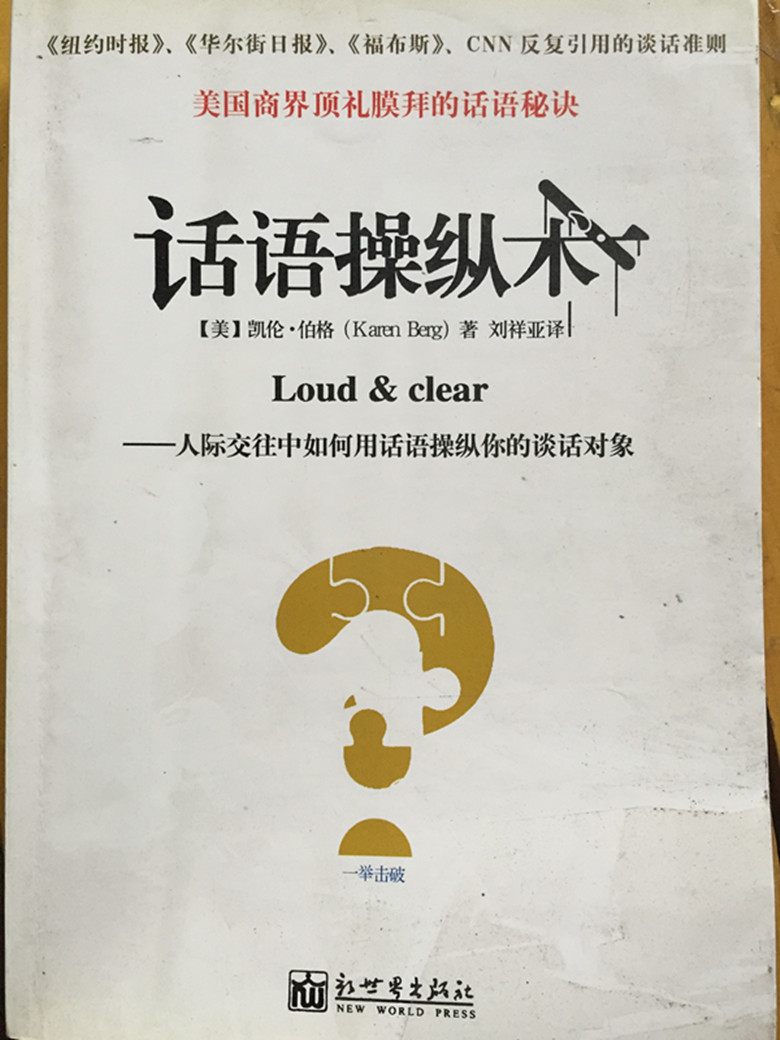 《纽约时报》、《华尔街日报》、《福布斯》、CNN 反复引用的谈话准则
美国商界顶礼膜拜的话语秘诀
话语操纵术
【美】凯伦·伯格（Karen Berg）著 刘祥亚译
Loud & clear
——人际交往中如何用话语操纵你的谈话对象
一举击破
新世界出版社
NEW WORLD PRESS